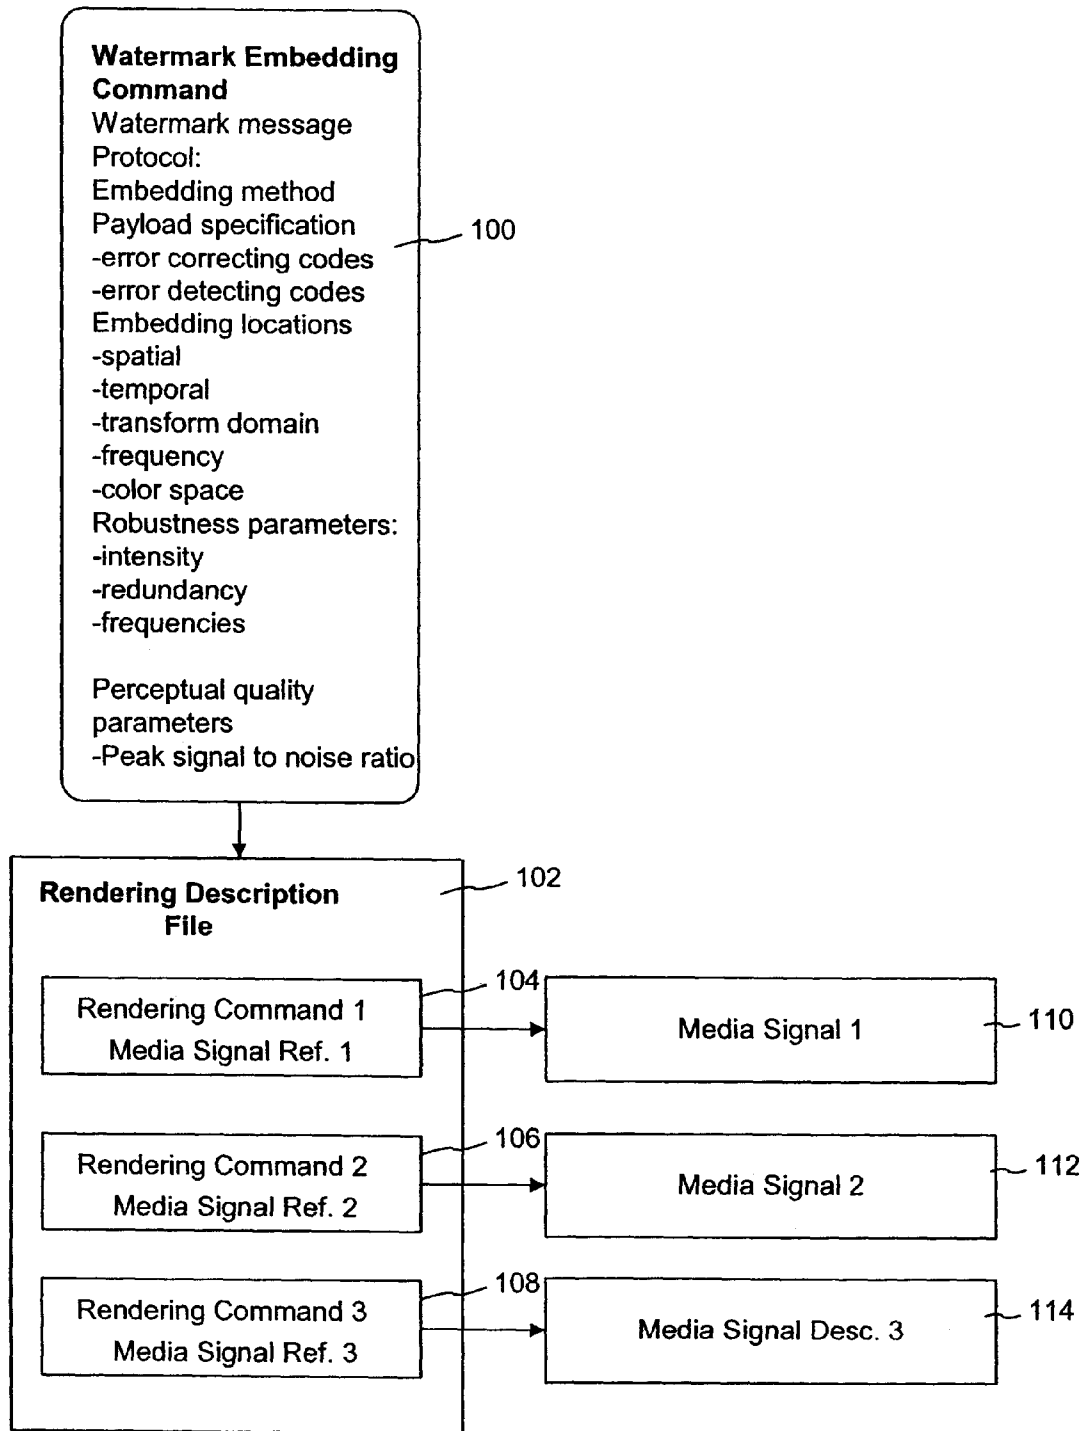 Watermark Embedding
Command
Watermark message
Protocol:
Embedding method
Payload specification
-error correcting codes
-error detecting codes
Embedding locations
-spatial
-temporal
-transform domain
-frequency
-color space
Robustness parameters:
-intensity
-redundancy
-frequencies
Perceptual quality
parameters
-Peak signal to noise ratio
100
Rendering Description
File
102
Rendering Command 1
Media Signal Ref. 1
104
Media Signal 1
110
Rendering Command 2
Media Signal Ref. 2
106
Media Signal 2
112
Rendering Command 3
Media Signal Ref. 3
108
Media Signal Desc. 3
114